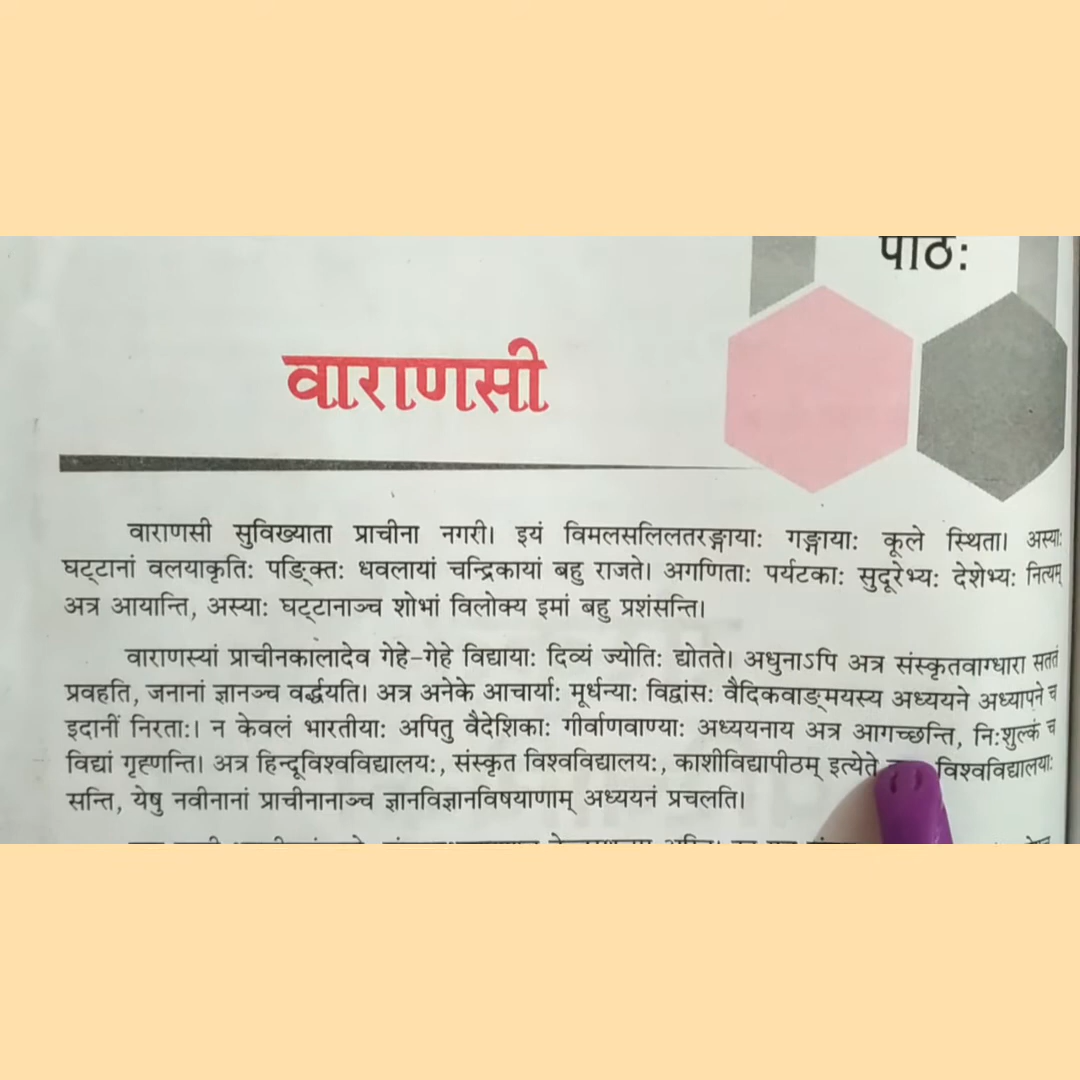 पाठः
वाराणसी
वाराणसी सुविख्याता प्राचीना नगरी। इयं विमलसलिलतरङ्गायाः गङ्गायाः कूले स्थिता। अस्याः
घट्टानां वलयाकृतिः पङ्क्तिः धवलायां चन्द्रिकायां बहु राजते। अगणिताः पर्यटकाः सुदूरेभ्यः देशेभ्यः नित्यम्
अत्र आयान्ति, अस्याः घट्टानाञ्च शोभां विलोक्य इमां बहु प्रशंसन्ति।
वाराणस्यां प्राचीनकालादेव गेहे-गेहे विद्यायाः दिव्यं ज्योतिः द्योतते। अधुनाऽपि अत्र संस्कृतवाग्धारा सततं
प्रवहति, जनानां ज्ञानञ्च वर्द्धयति। अत्र अनेके आचार्याः मूर्धन्याः विद्वांसः वैदिकवाङ्मयस्य अध्ययने अध्यापने च
इदानीं निरताः। न केवलं भारतीयाः अपितु वैदेशिकाः गीर्वाणवाण्याः अध्ययनाय अत्र आगच्छन्ति, निःशुल्कं च
विद्यां गृह्णन्ति। अत्र हिन्दूविश्वविद्यालयः, संस्कृत विश्वविद्यालयः, काशीविद्यापीठम् इत्येते विश्वविद्यालयाः
सन्ति, येषु नवीनानां प्राचीनानाञ्च ज्ञानविज्ञानविषयाणाम् अध्ययनं प्रचलति।